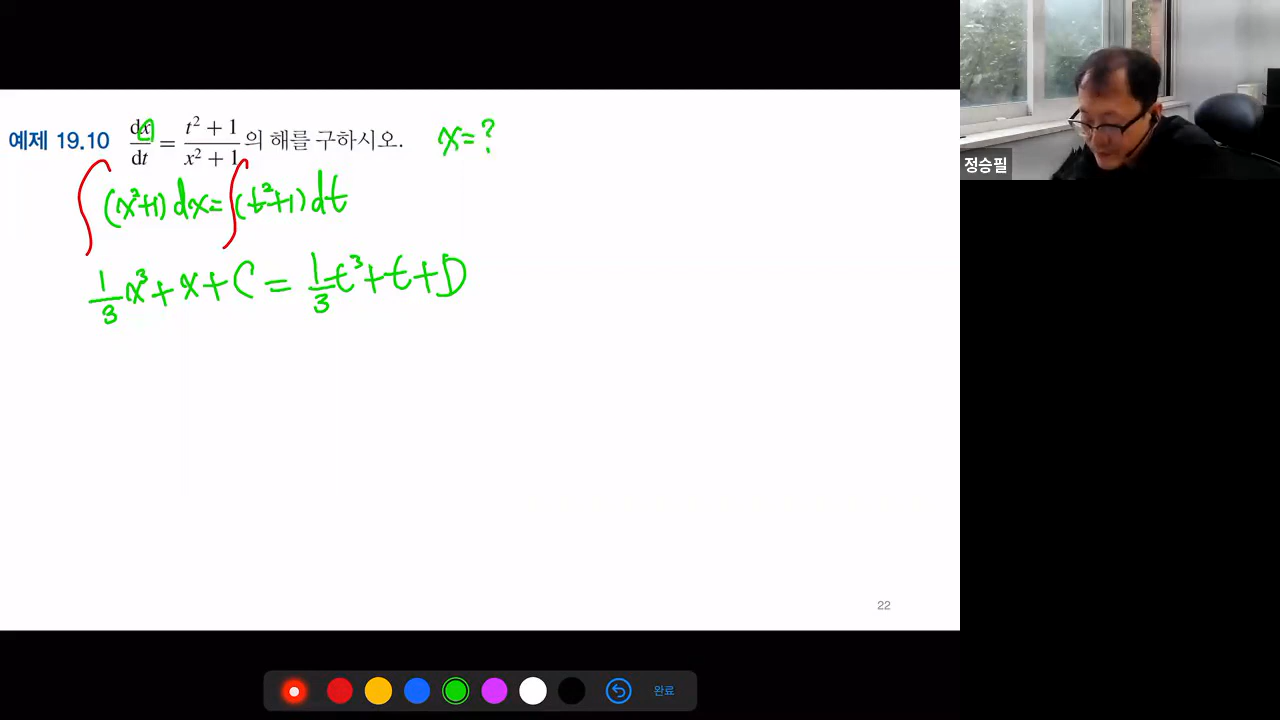 예제 19.10 dx/dt = (t² + 1)/(x² + 1) 의 해를 구하시오. x=?
∫(x²+1)dx=∫(t²+1)dt
1/3 x³+x+C=1/3 t³+t+D
정승필
22
완료